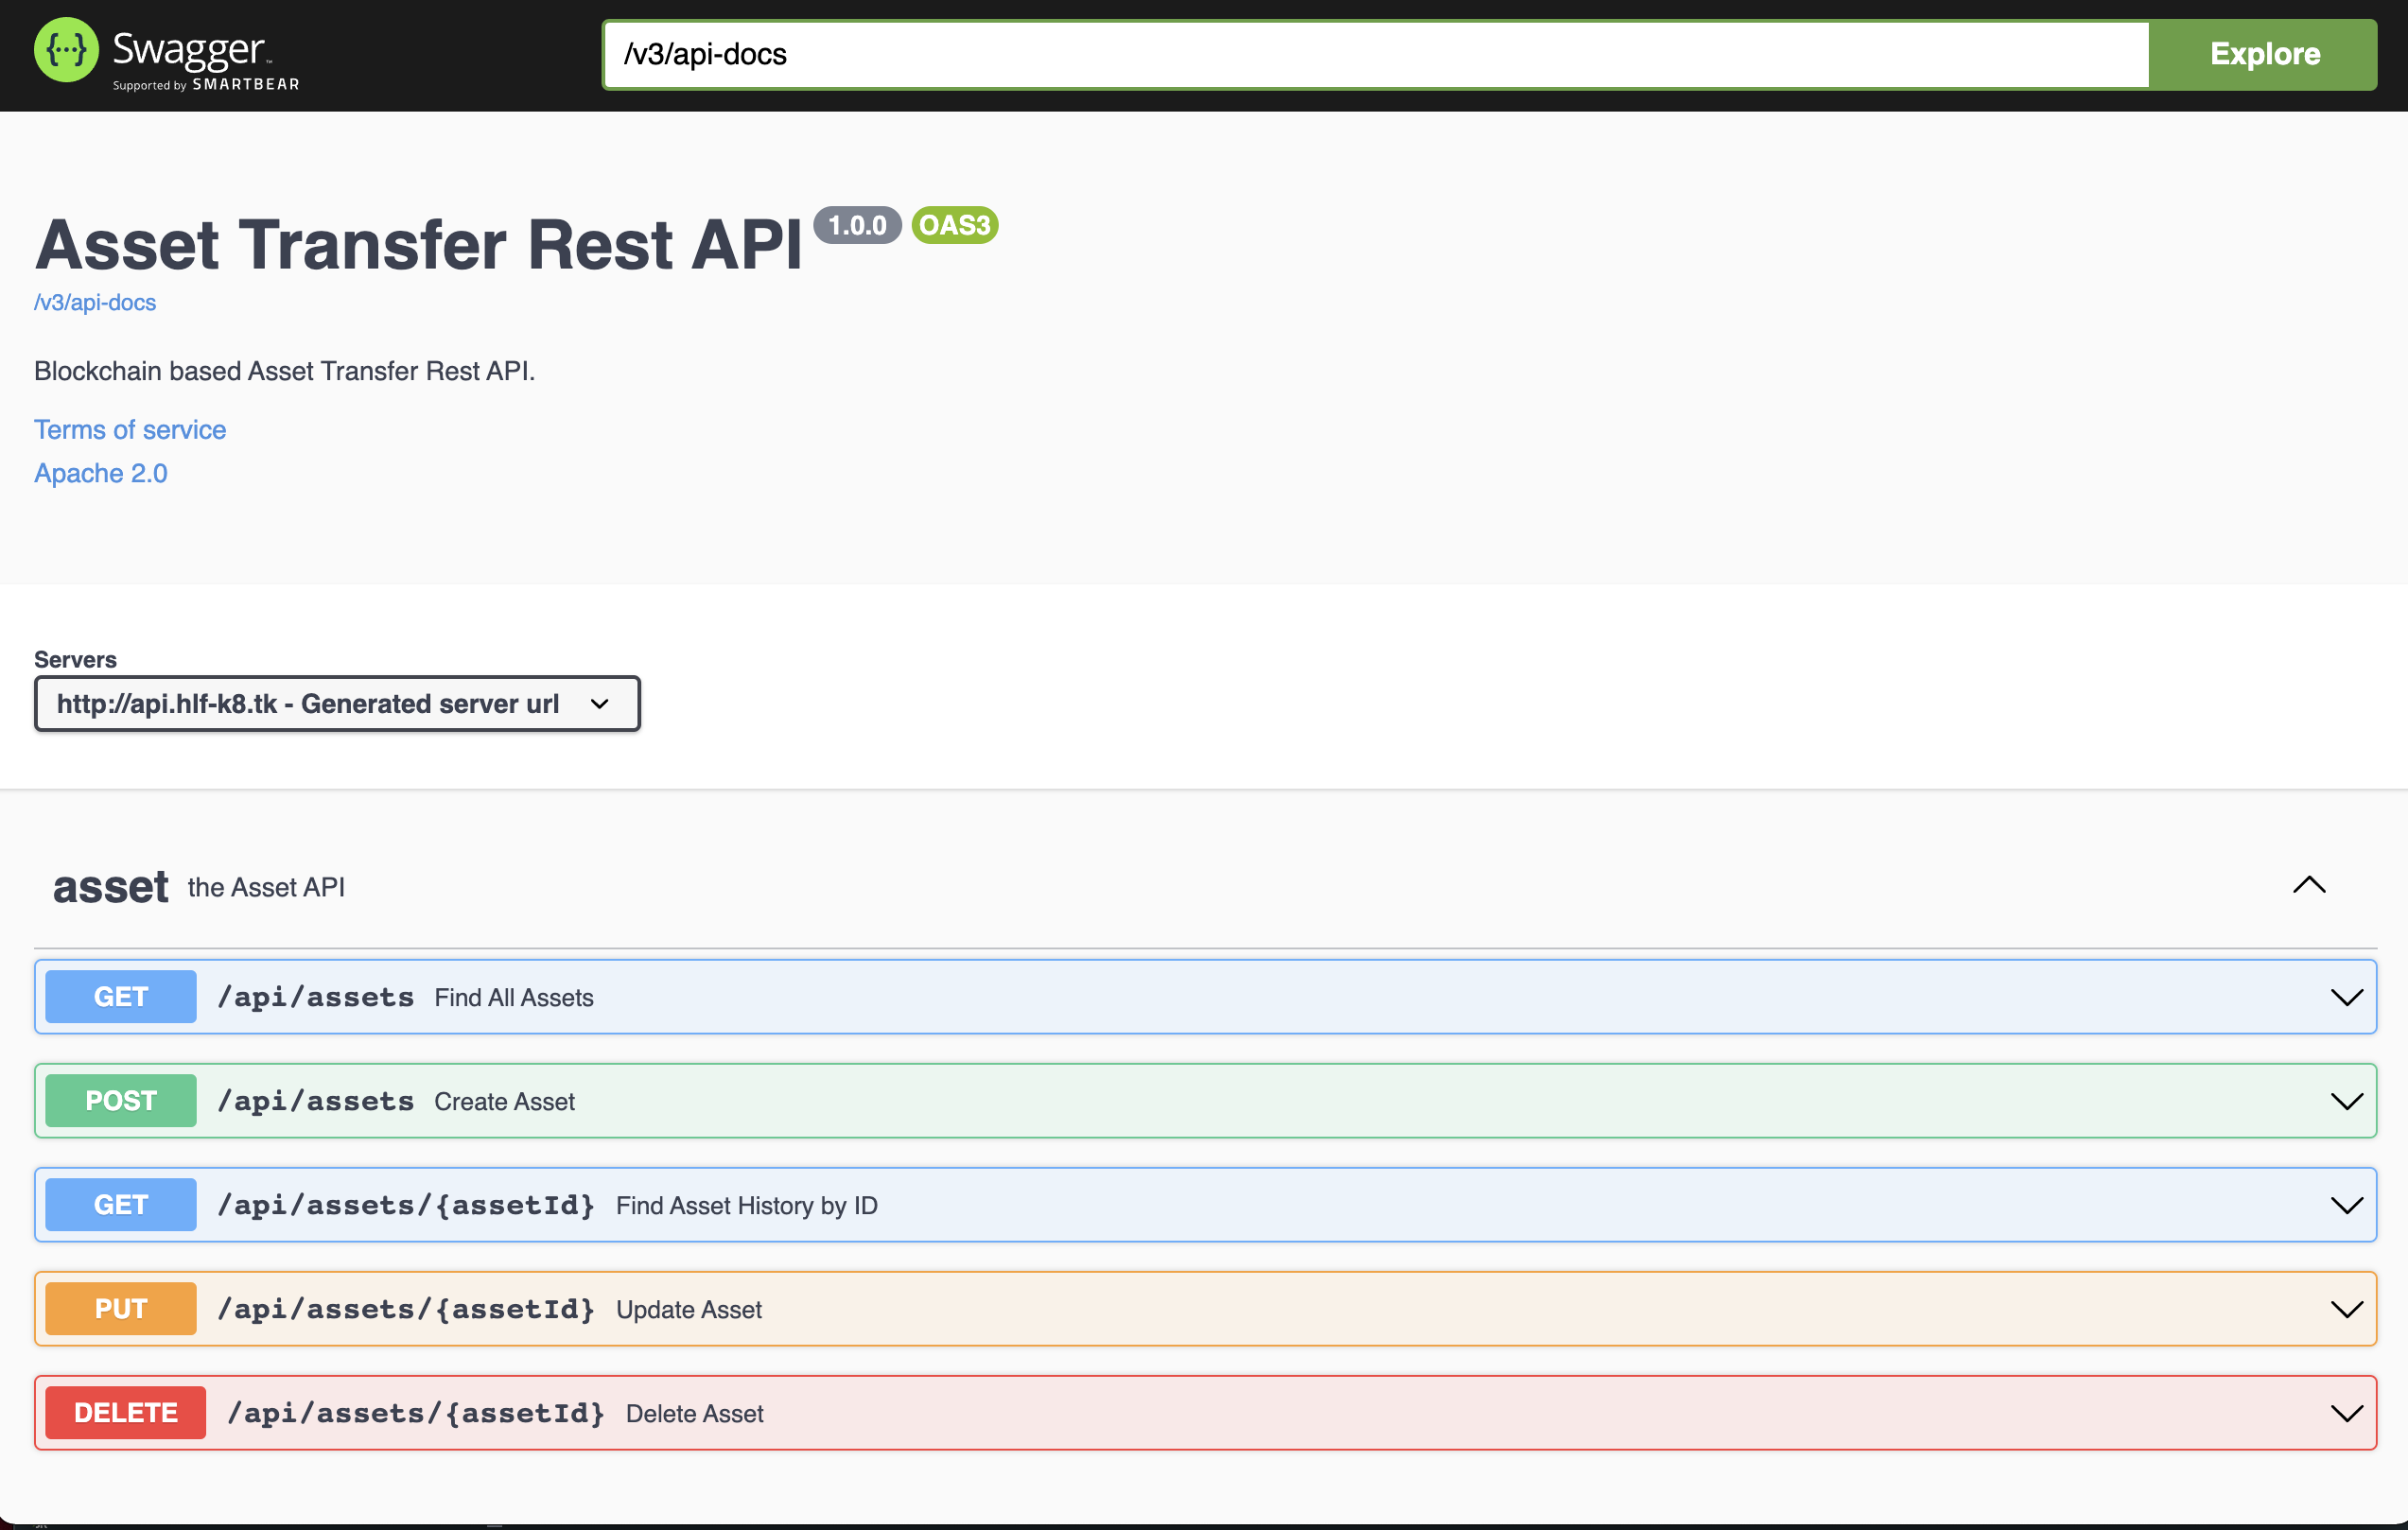 {···} Swagger™
Supported by SMARTBEAR
/v3/api-docs
Explore
Asset Transfer Rest API 1.0.0 OAS3
/v3/api-docs
Blockchain based Asset Transfer Rest API.
Terms of service
Apache 2.0
Servers
http://api.hlf-k8.tk - Generated server url
asset the Asset API
GET /api/assets Find All Assets
POST /api/assets Create Asset
GET /api/assets/{assetId} Find Asset History by ID
PUT /api/assets/{assetId} Update Asset
DELETE /api/assets/{assetId} Delete Asset